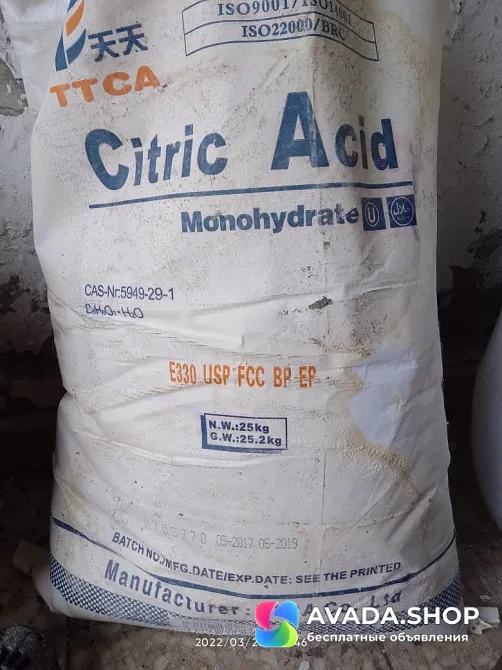 ISO9001/ISO14001
ISO22000/BRC
天天
TTCA
Citric Acid
Monohydrate U
CAS-Nr:5949-29-1
C₆H₈O₇·H₂O
E330 USP FCC BP EP
N.W.:25kg
G.W.:25.2kg
05-2017 05-2019
BATCH NO./MFG.DATE/EXP.DATE: SEE THE PRINTED
Manufacturer: Ltd
AVADA.SHOP
бесплатные объявления
2022/03/2 46